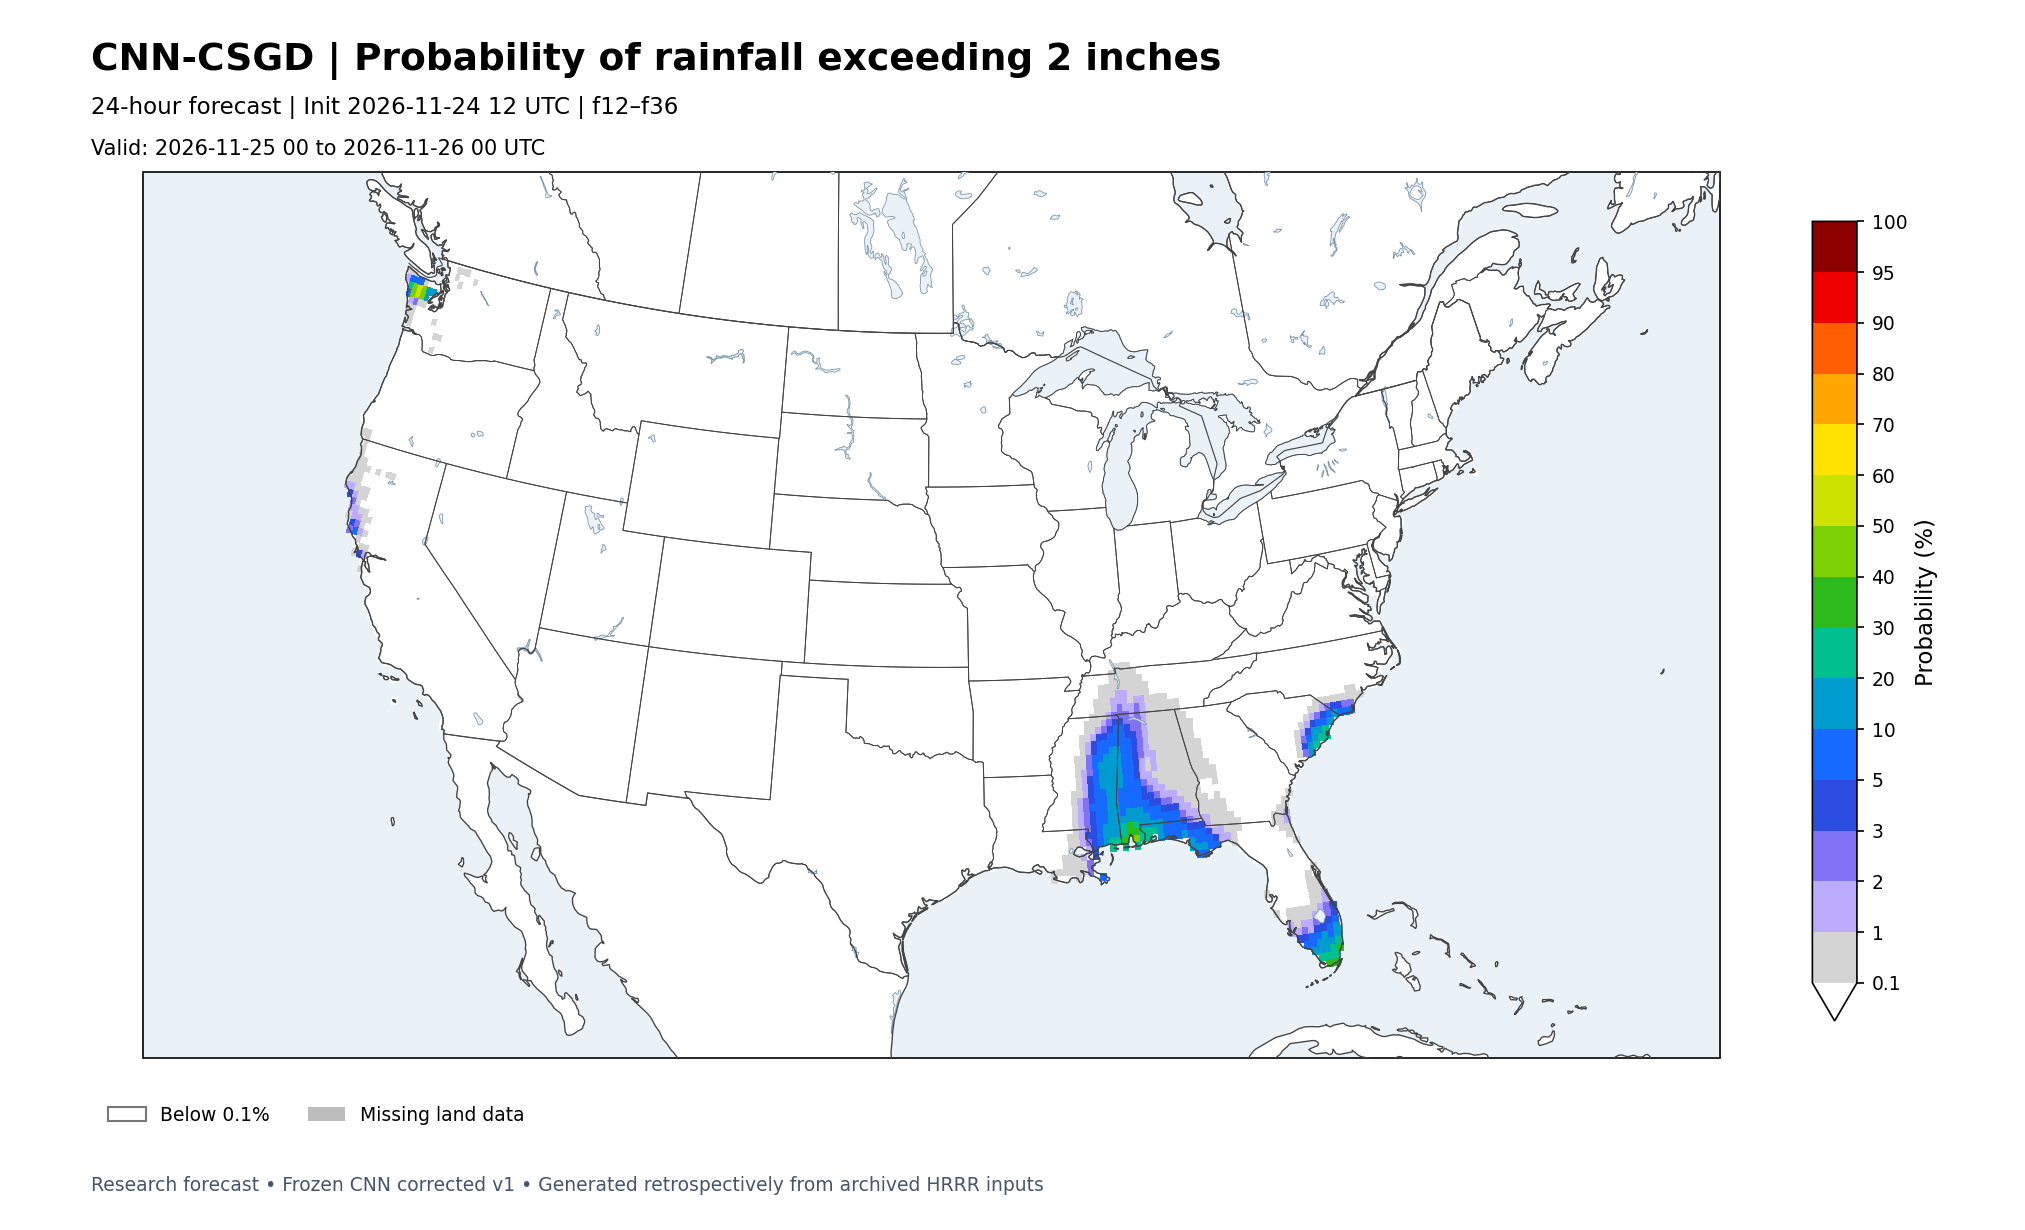 CNN-CSGD | Probability of rainfall exceeding 2 inches
24-hour forecast | Init 2026-11-24 12 UTC | f12–f36
Valid: 2026-11-25 00 to 2026-11-26 00 UTC
100
95
90
80
70
60
50
40
30
20
10
5
3
2
1
0.1
Probability (%)
Below 0.1%
Missing land data
Research forecast • Frozen CNN corrected v1 • Generated retrospectively from archived HRRR inputs